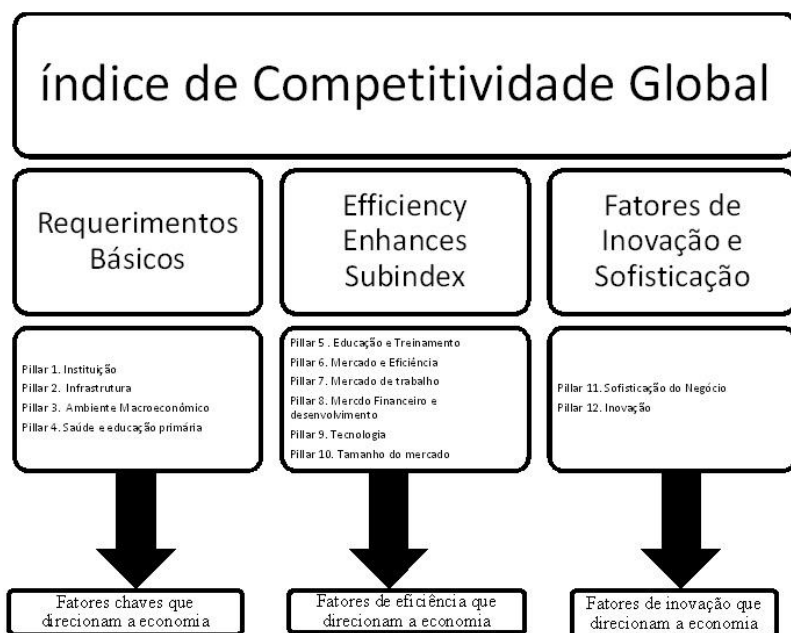 índice de Competitividade Global
Requerimentos
Básicos
Efficiency
Enhances
Subindex
Fatores de
Inovação e
Sofisticação
Pillar 1. Instituição
Pillar 2. Infrastrutura
Pillar 3. Ambiente Macroeconômico
Pillar 4. Saúde e educação primária
Pillar 5 . Educação e Treinamento
Pillar 6. Mercado e Eficiência
Pillar 7. Mercado de trabalho
Pillar 8. Mercdo Financeiro e
desenvolvimento
Pillar 9. Tecnologia
Pillar 10. Tamanho do mercado
Pillar 11. Sofisticação do Negócio
Pillar 12. Inovação
Fatores chaves que
direcionam a economia
Fatores de eficiência que
direcionam a economia
Fatores de inovação que
direcionam a economia